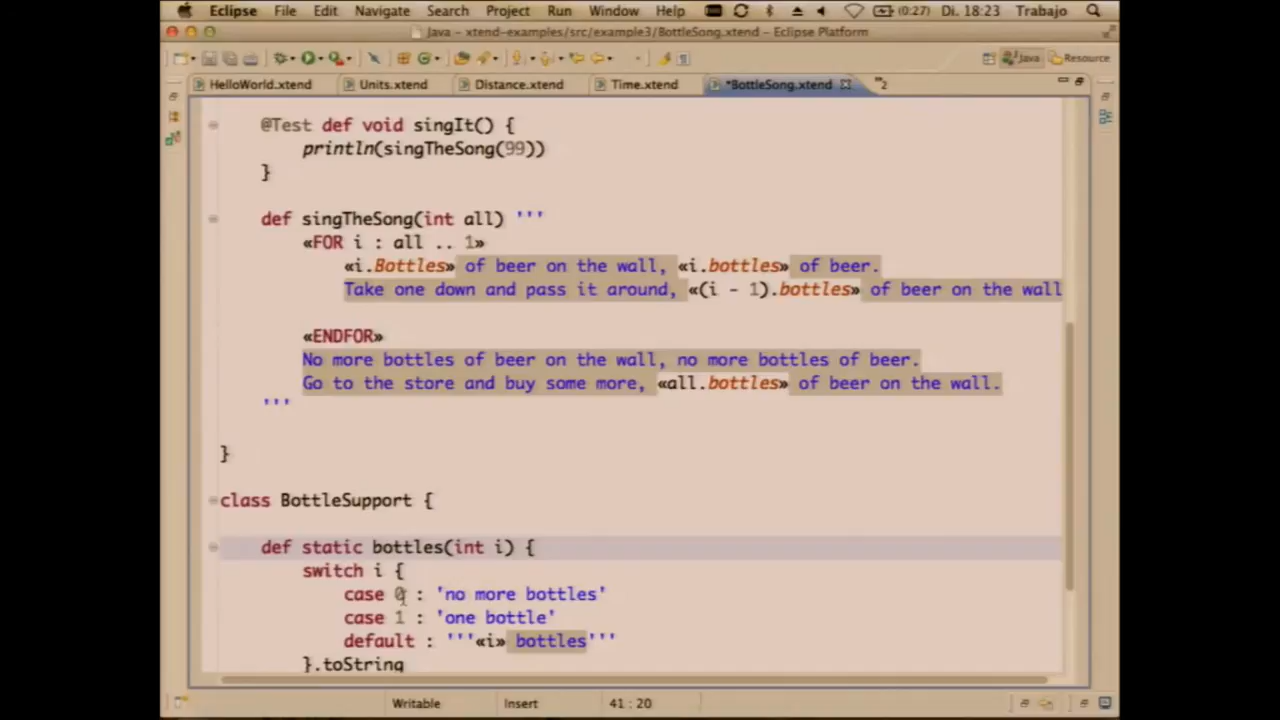 Eclipse File Edit Navigate Search Project Run Window Help (0:27) Di. 18:23 Trabajo
Java – xtend-examples/src/example3/BottleSong.xtend – Eclipse Platform
Java Resource
HelloWorld.xtend Units.xtend Distance.xtend Time.xtend *BottleSong.xtend »2
@Test def void singIt() {
println(singTheSong(99))
}
def singTheSong(int all) '''
«FOR i : all .. 1»
«i.Bottles» of beer on the wall, «i.bottles» of beer.
Take one down and pass it around, «(i - 1).bottles» of beer on the wall
«ENDFOR»
No more bottles of beer on the wall, no more bottles of beer.
Go to the store and buy some more, «all.bottles» of beer on the wall.
'''
}
class BottleSupport {
def static bottles(int i) {
switch i {
case 0 : 'no more bottles'
case 1 : 'one bottle'
default : '''«i» bottles'''
}.toString
Writable Insert 41 : 20